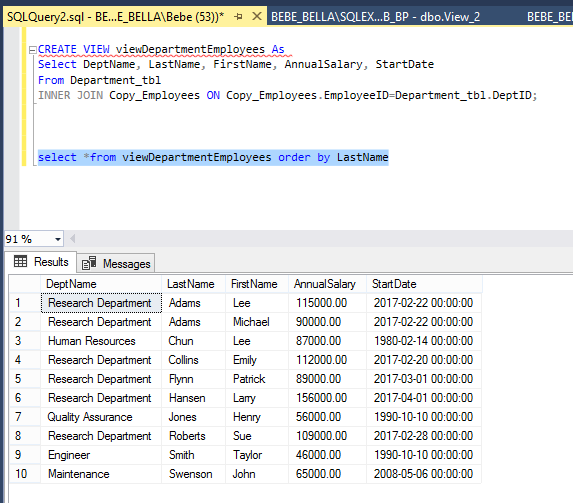 SQLQuery2.sql - BE...E_BELLA\Bebe (53))* BEBE_BELLA\SQLEX...B_BP - dbo.View_2 BEBE_BELL
CREATE VIEW viewDepartmentEmployees As
Select DeptName, LastName, FirstName, AnnualSalary, StartDate
From Department_tbl
INNER JOIN Copy_Employees ON Copy_Employees.EmployeeID=Department_tbl.DeptID;
select *from viewDepartmentEmployees order by LastName
91 %
Results Messages
DeptName LastName FirstName AnnualSalary StartDate
1 Research Department Adams Lee 115000.00 2017-02-22 00:00:00
2 Research Department Adams Michael 90000.00 2017-02-22 00:00:00
3 Human Resources Chun Lee 87000.00 1980-02-14 00:00:00
4 Research Department Collins Emily 112000.00 2017-02-20 00:00:00
5 Research Department Flynn Patrick 89000.00 2017-03-01 00:00:00
6 Research Department Hansen Larry 156000.00 2017-04-01 00:00:00
7 Quality Assurance Jones Henry 56000.00 1990-10-10 00:00:00
8 Research Department Roberts Sue 109000.00 2017-02-28 00:00:00
9 Engineer Smith Taylor 46000.00 1990-10-10 00:00:00
10 Maintenance Swenson John 65000.00 2008-05-06 00:00:00